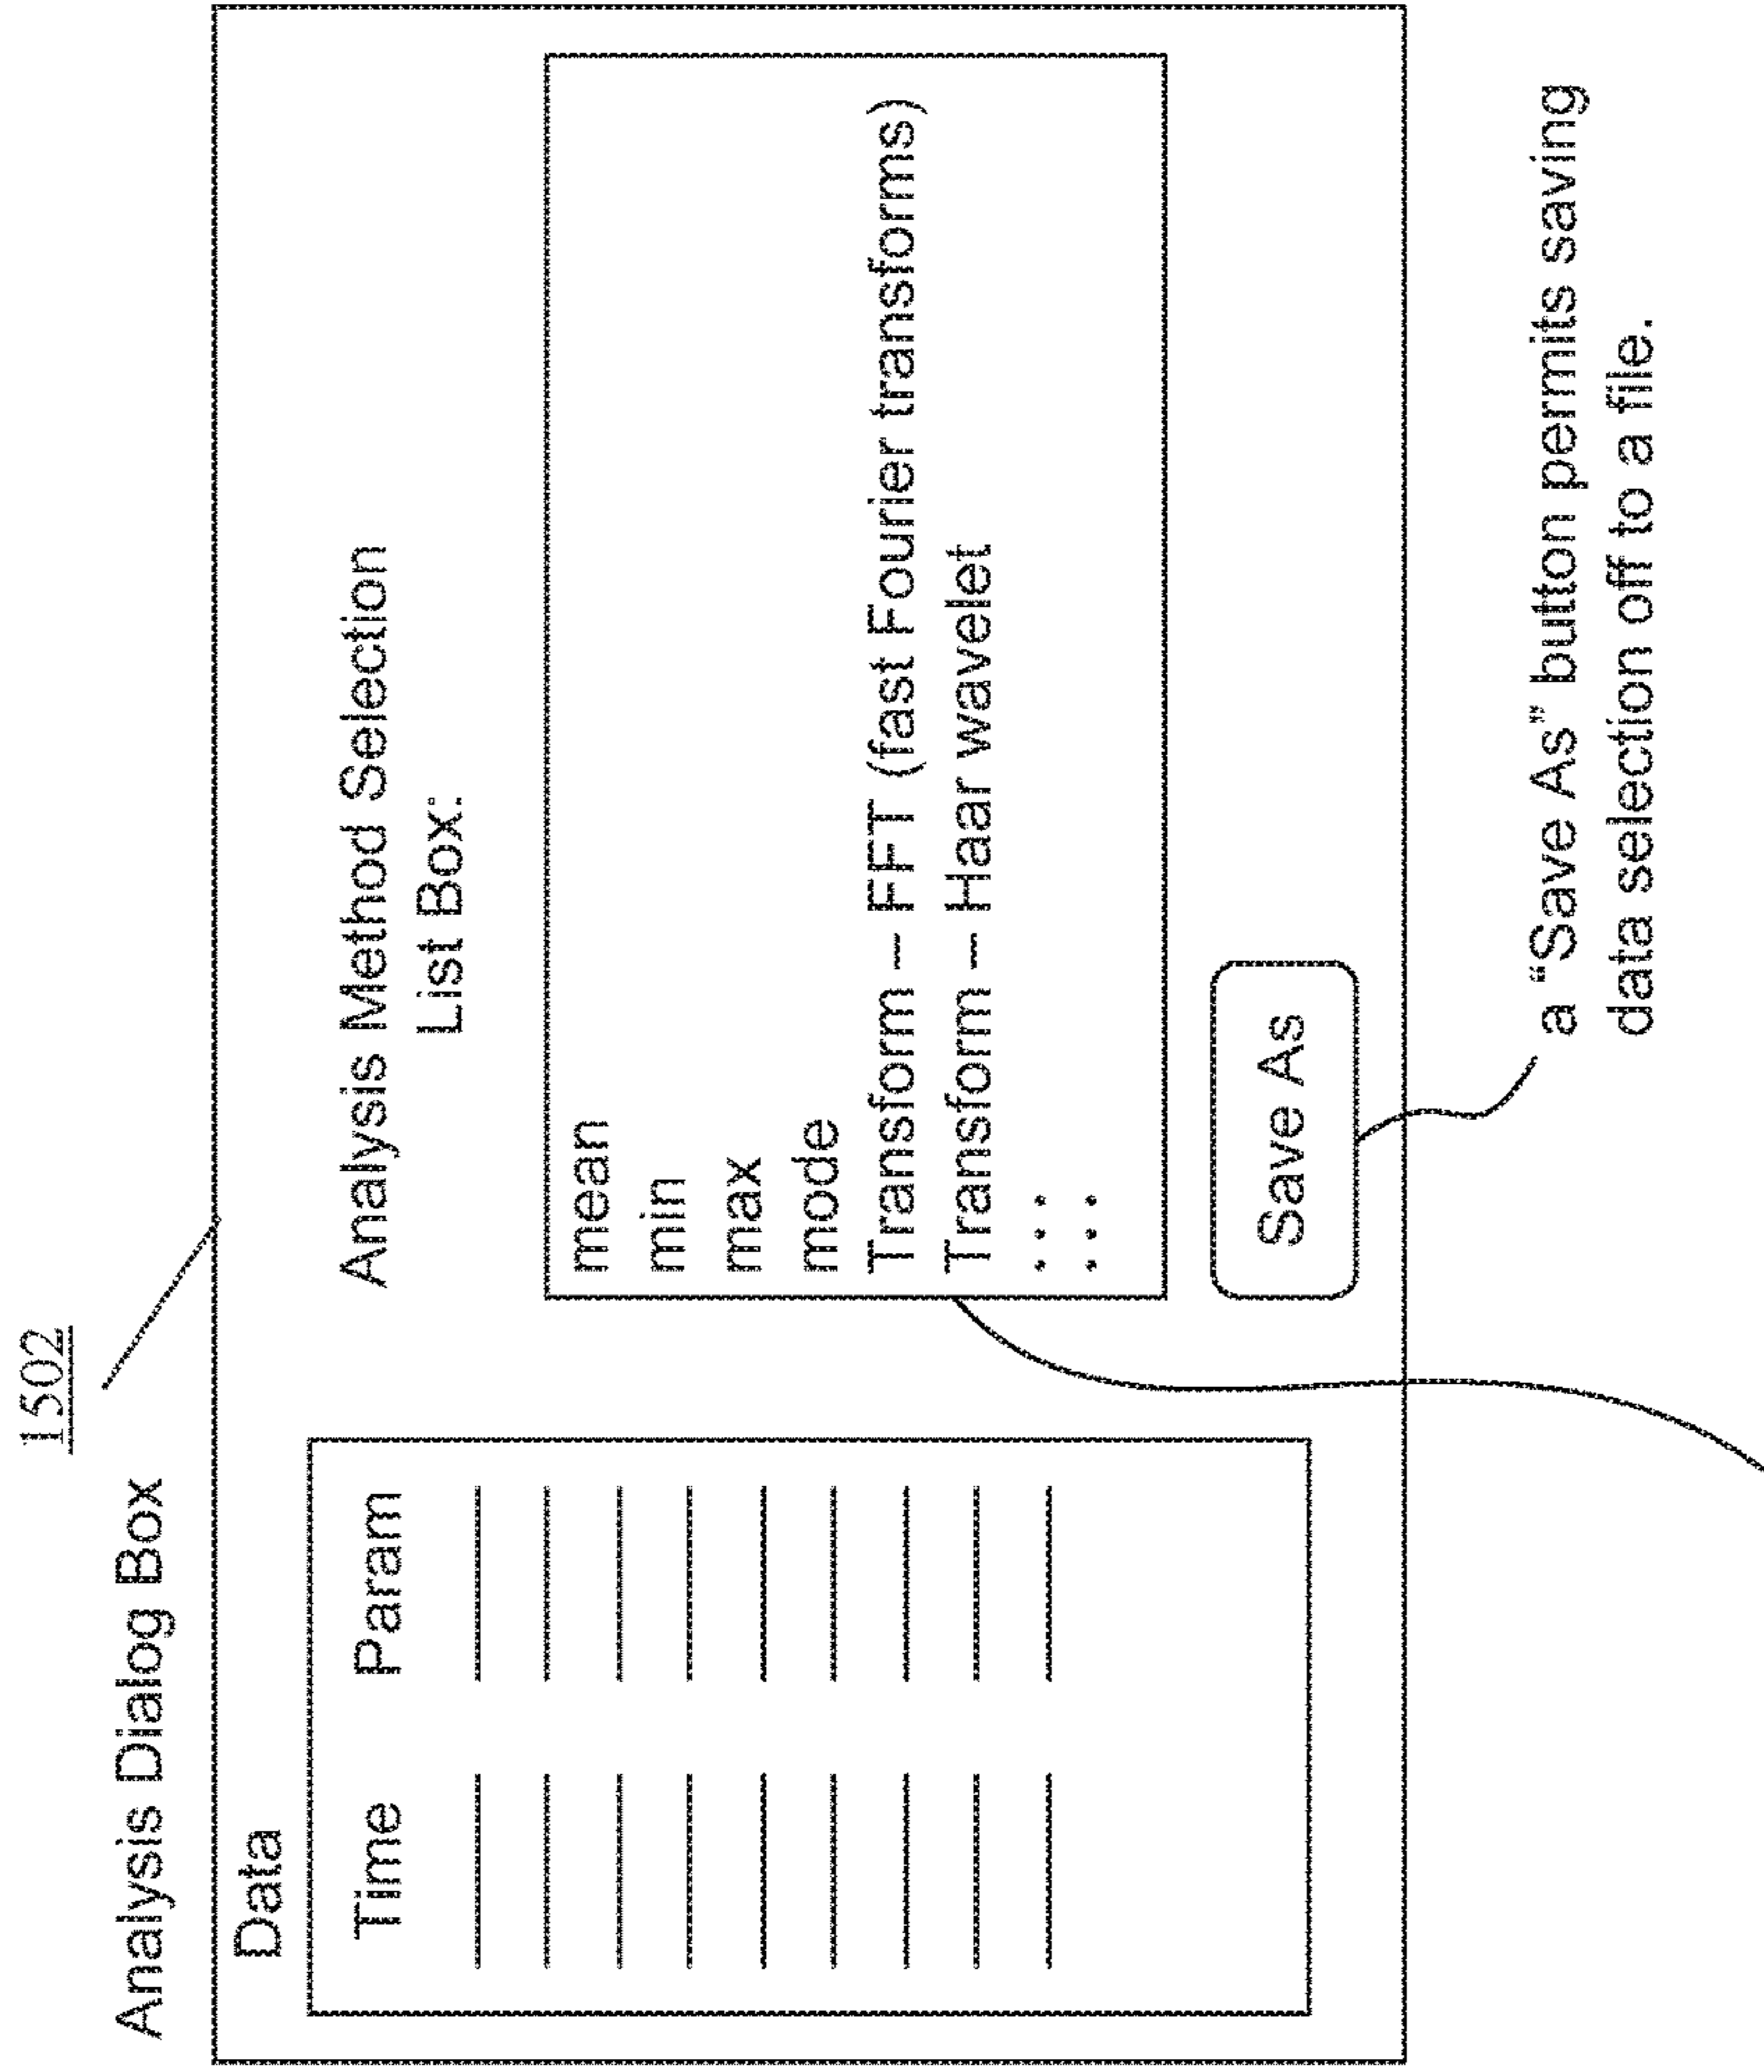 1502
Analysis Dialog Box
Data
Time Param
Analysis Method Selection
List Box:
mean
min
max
mode
Transform – FFT (fast Fourier transforms)
Transform – Haar wavelet
...
...
Save As
a “Save As” button permits saving
data selection off to a file.